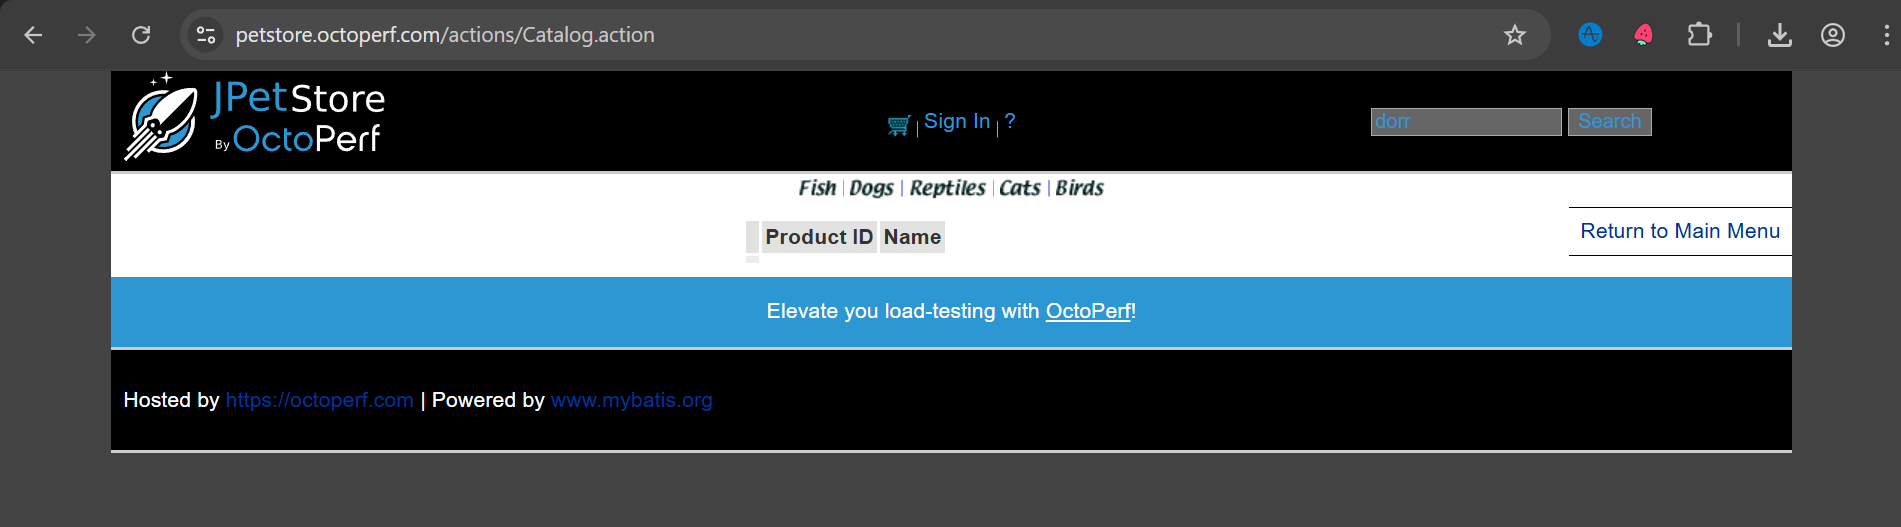 petstore.octoperf.com/actions/Catalog.action
JPetStore
By OctoPerf
Sign In | ?
dorr
Search
Fish | Dogs | Reptiles | Cats | Birds
Product ID Name
Return to Main Menu
Elevate you load-testing with OctoPerf!
Hosted by https://octoperf.com | Powered by www.mybatis.org